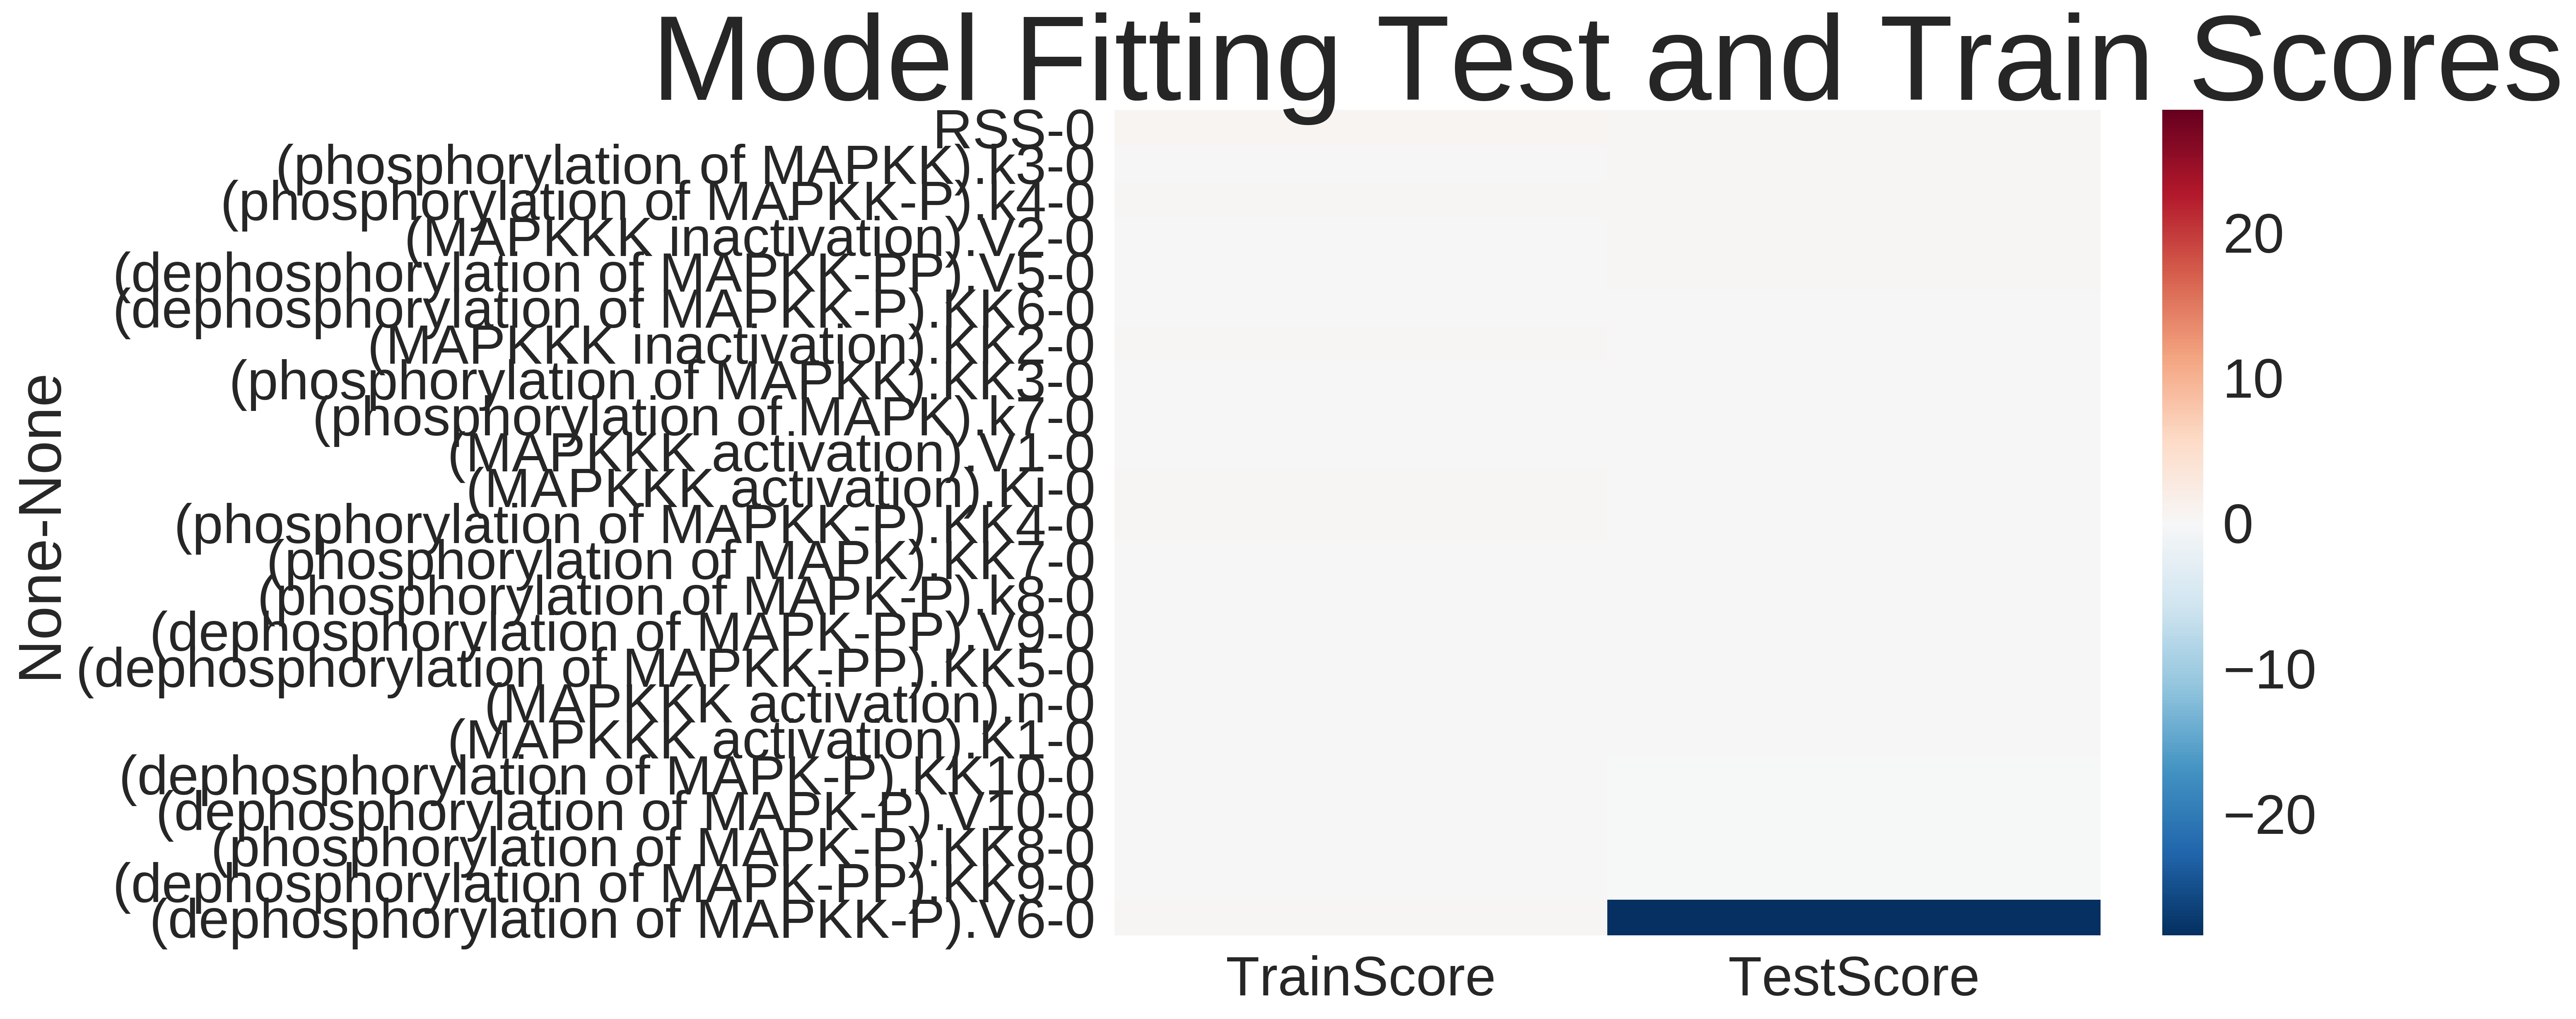 Model Fitting Test and Train Scores
RSS-0
(phosphorylation of MAPKK).k3-0
(phosphorylation of MAPKK-P).k4-0
(MAPKKK inactivation).V2-0
(dephosphorylation of MAPKK-PP).V5-0
(dephosphorylation of MAPKK-P).KK6-0
(MAPKKK inactivation).KK2-0
(phosphorylation of MAPKK).KK3-0
(phosphorylation of MAPK).k7-0
(MAPKKK activation).V1-0
(MAPKKK activation).Ki-0
(phosphorylation of MAPKK-P).KK4-0
(phosphorylation of MAPK).KK7-0
(phosphorylation of MAPK-P).k8-0
(dephosphorylation of MAPK-PP).V9-0
(dephosphorylation of MAPKK-PP).KK5-0
(MAPKKK activation).n-0
(MAPKKK activation).K1-0
(dephosphorylation of MAPK-P).KK10-0
(dephosphorylation of MAPK-P).V10-0
(phosphorylation of MAPK-P).KK8-0
(dephosphorylation of MAPK-PP).KK9-0
(dephosphorylation of MAPKK-P).V6-0
None-None
TrainScore
TestScore
20
10
0
−10
−20